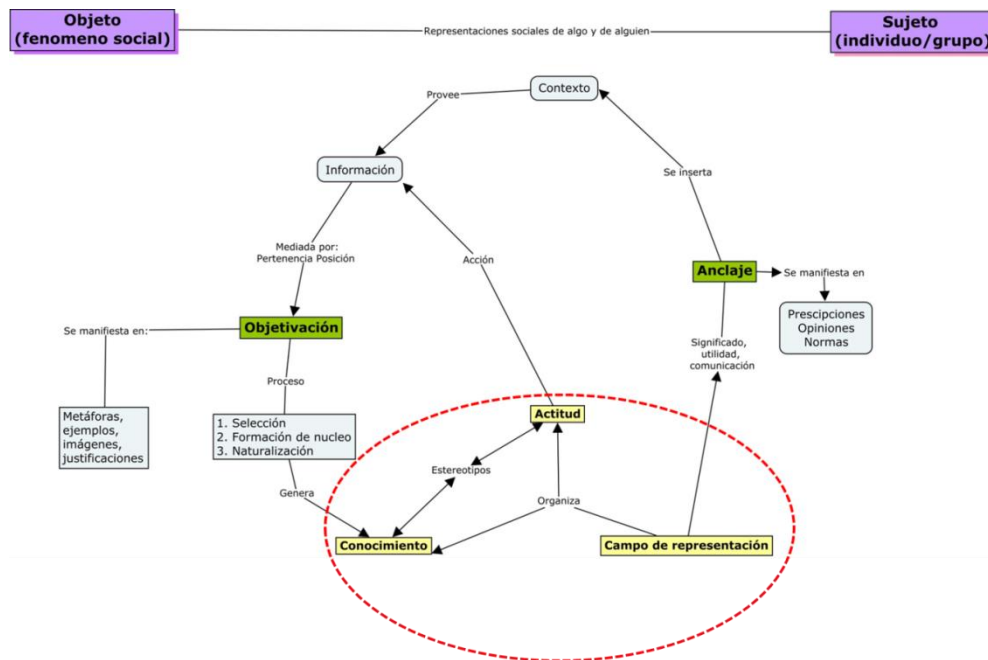 Objeto
(fenomeno social)
Representaciones sociales de algo y de alguien
Sujeto
(individuo/grupo)
Contexto
Provee
Información
Se inserta
Mediada por:
Pertenencia Posición
Acción
Anclaje
Se manifiesta en
Prescipciones
Opiniones
Normas
Se manifiesta en:
Objetivación
Significado,
utilidad,
comunicación
Proceso
Metáforas,
ejemplos,
imágenes,
justificaciones
1. Selección
2. Formación de nucleo
3. Naturalización
Actitud
Estereotipos
Genera
Organiza
Conocimiento
Campo de representación